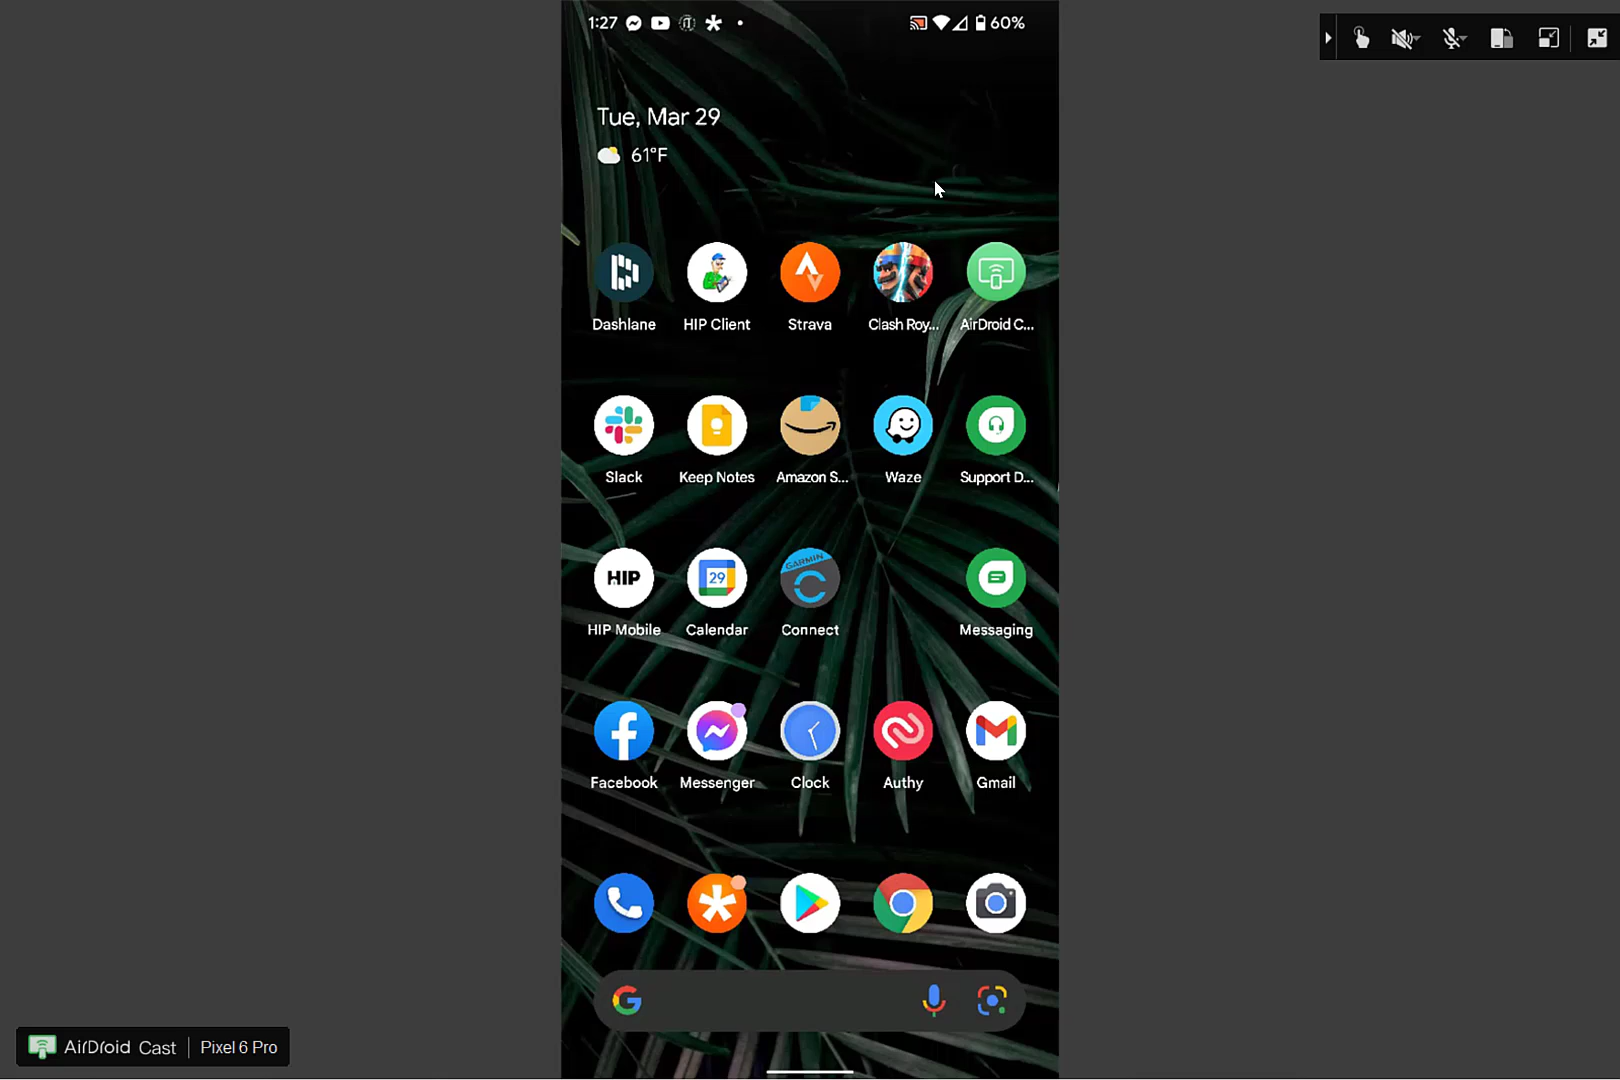 1:27
60%
Tue, Mar 29
61°F
Dashlane
HIP Client
Strava
Clash Roy...
AirDroid C...
Slack
Keep Notes
Amazon S...
Waze
Support D...
HIP
29
GARMIN
HIP Mobile
Calendar
Connect
Messaging
Facebook
Messenger
Clock
Authy
Gmail
AirDroid Cast | Pixel 6 Pro